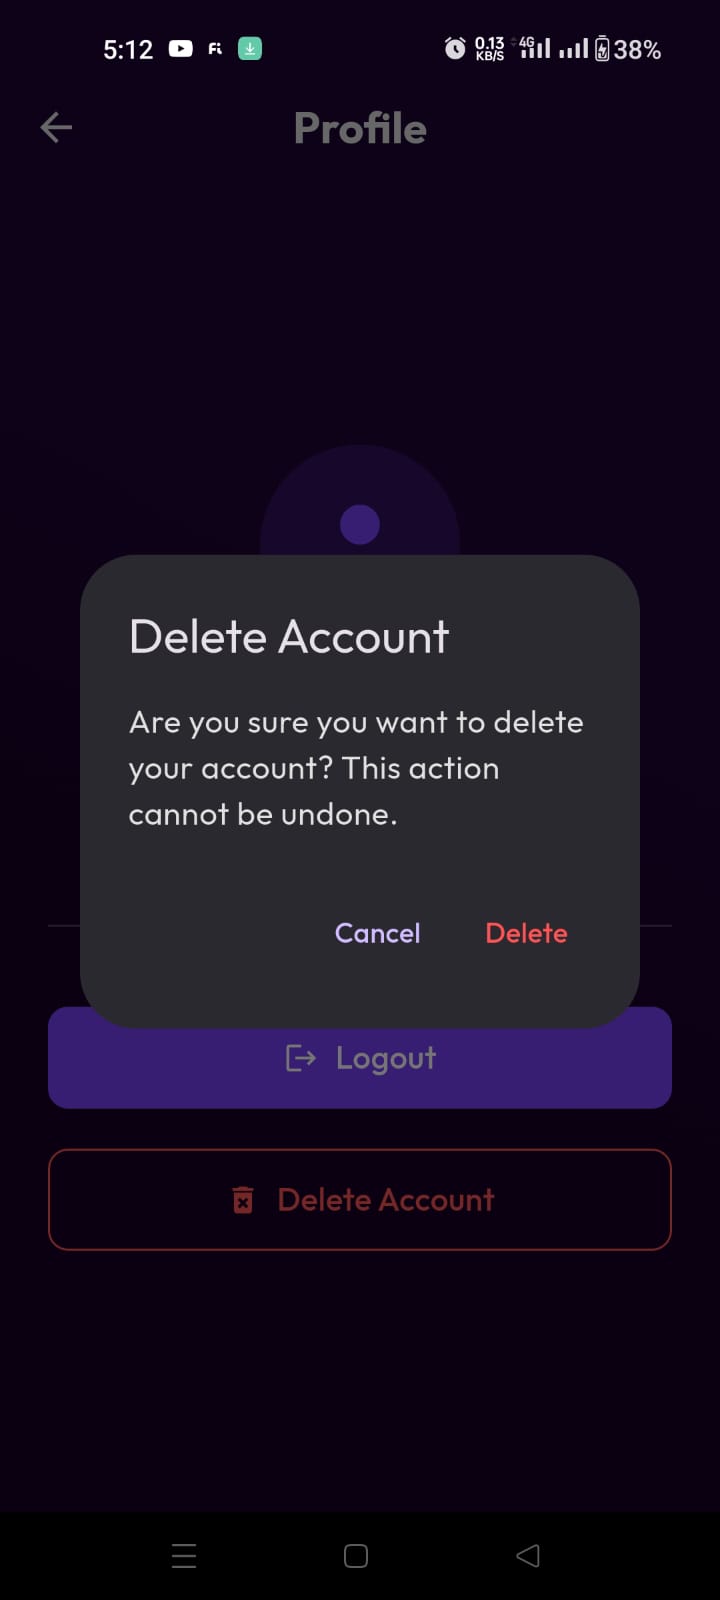 5:12 Fi 0.13 KB/S 4G 38%
Profile
Delete Account
Are you sure you want to delete
your account? This action
cannot be undone.
Cancel Delete
Logout
Delete Account